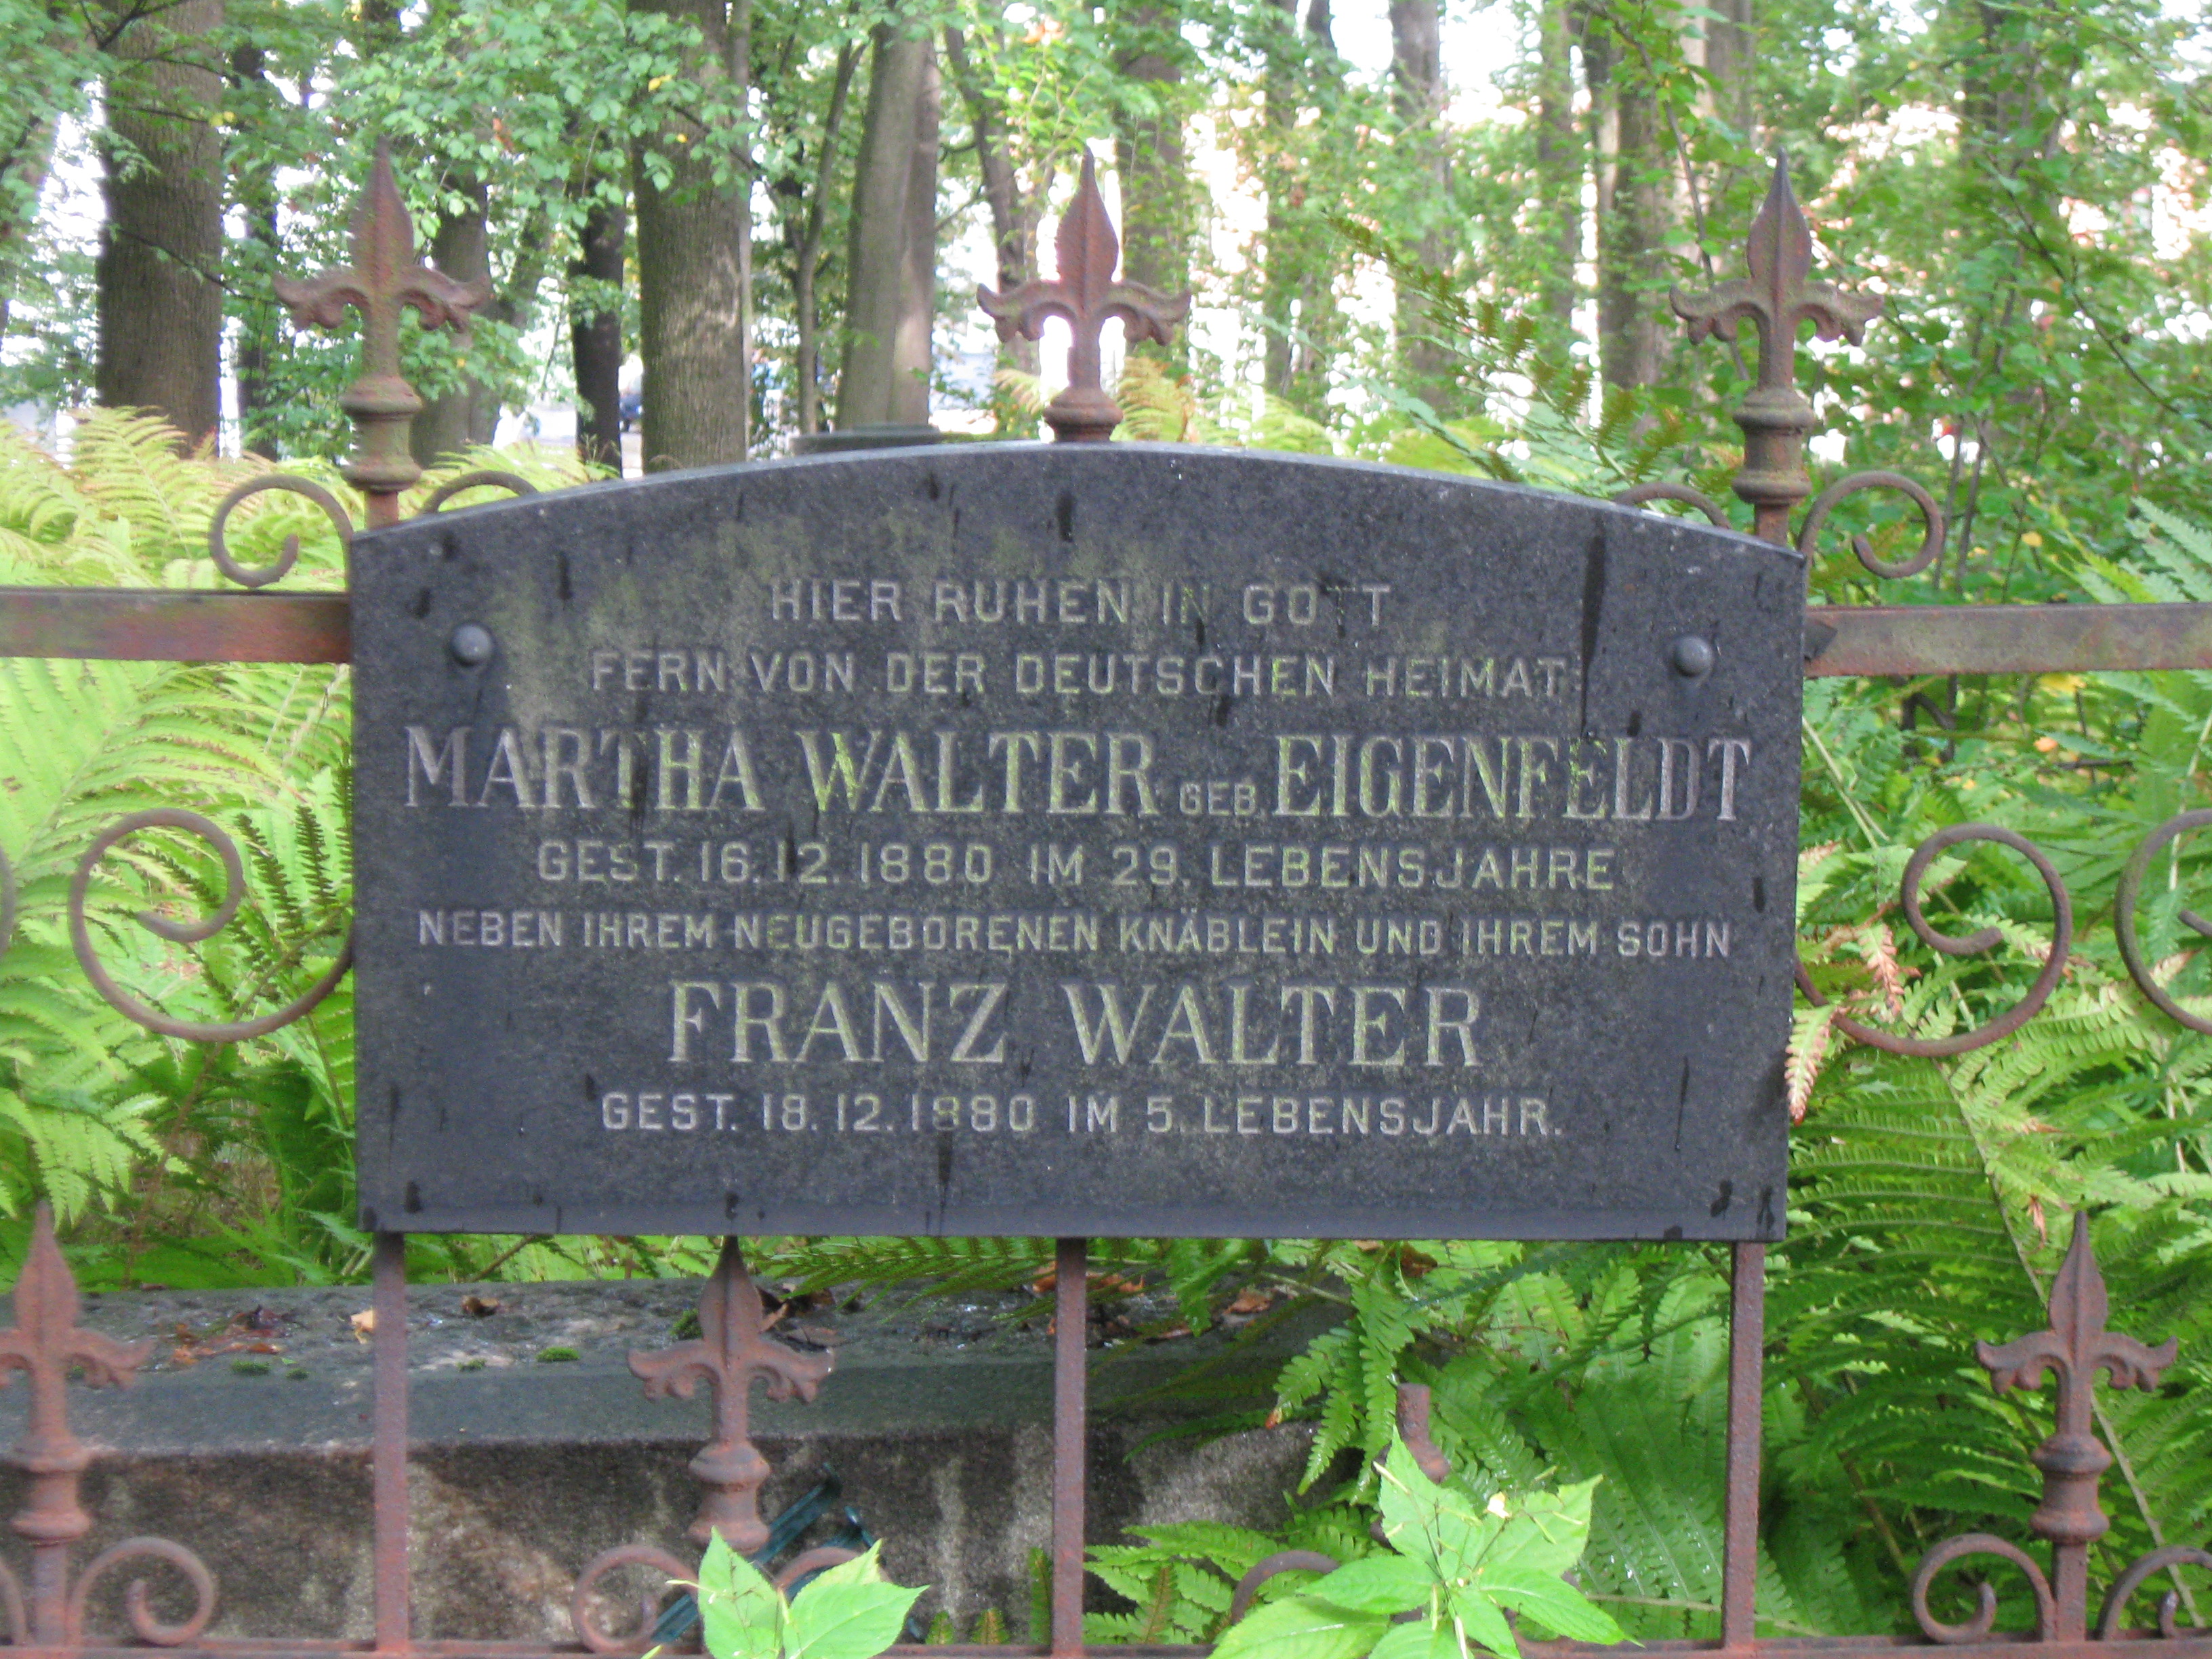 HIER RUHEN IN GOTT
FERN VON DER DEUTSCHEN HEIMAT
MARTHA WALTER GEB. EIGENFELDT
GEST. 16.12.1880 IM 29. LEBENSJAHRE
NEBEN IHREM NEUGEBORENEN KNÄBLEIN UND IHREM SOHN
FRANZ WALTER
GEST. 18.12.1880 IM 5. LEBENSJAHR.